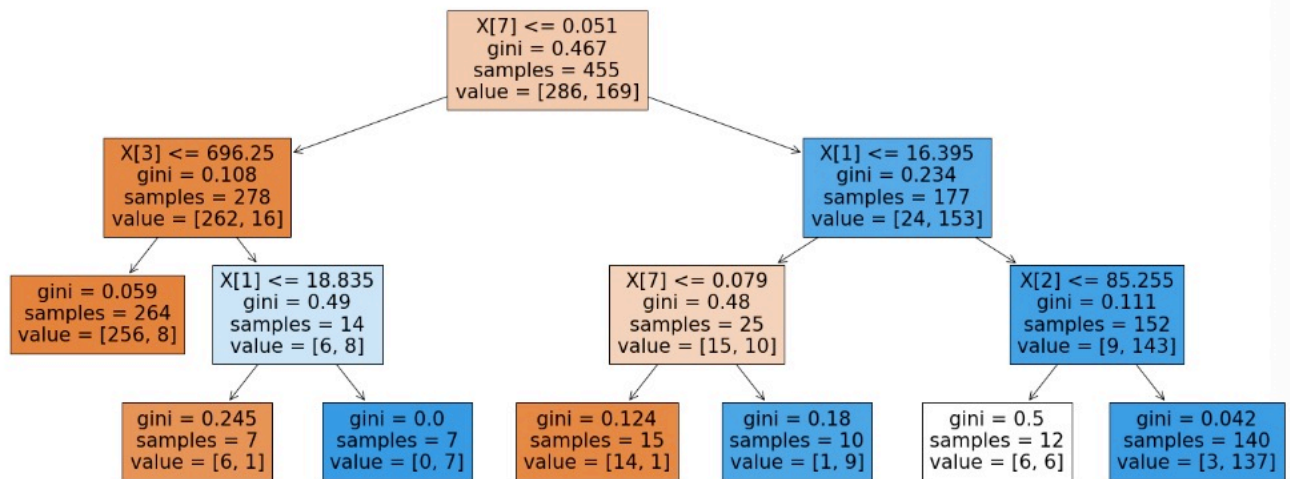 X[7] <= 0.051
gini = 0.467
samples = 455
value = [286, 169]
X[3] <= 696.25
gini = 0.108
samples = 278
value = [262, 16]
X[1] <= 16.395
gini = 0.234
samples = 177
value = [24, 153]
gini = 0.059
samples = 264
value = [256, 8]
X[1] <= 18.835
gini = 0.49
samples = 14
value = [6, 8]
X[7] <= 0.079
gini = 0.48
samples = 25
value = [15, 10]
X[2] <= 85.255
gini = 0.111
samples = 152
value = [9, 143]
gini = 0.245
samples = 7
value = [6, 1]
gini = 0.0
samples = 7
value = [0, 7]
gini = 0.124
samples = 15
value = [14, 1]
gini = 0.18
samples = 10
value = [1, 9]
gini = 0.5
samples = 12
value = [6, 6]
gini = 0.042
samples = 140
value = [3, 137]